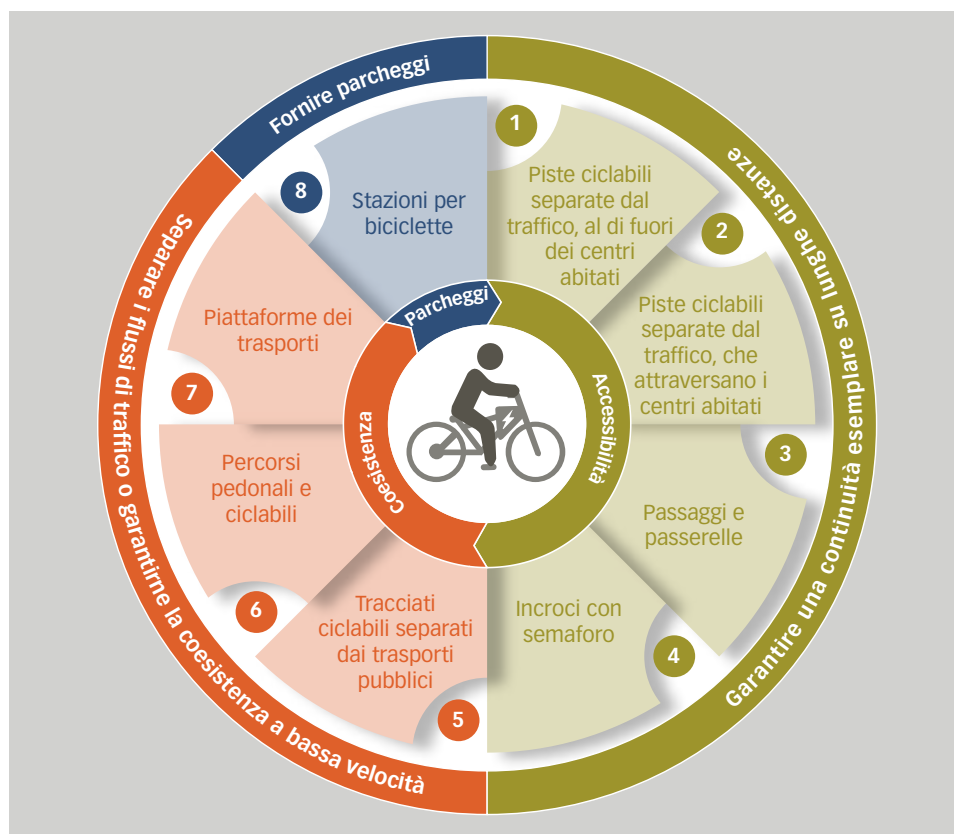 Fornire parcheggi
Garantire una continuità esemplare su lunghe distanze
Separare i flussi di traffico o garantirne la coesistenza a bassa velocità
1
Piste ciclabili
separate dal
traffico, al di fuori
dei centri
abitati
2
Piste ciclabili
separate dal
traffico, che
attraversano i
centri abitati
3
Passaggi e
passerelle
4
Incroci con
semaforo
5
Tracciati
ciclabili separati
dai trasporti
pubblici
6
Percorsi
pedonali e
ciclabili
7
Piattaforme dei
trasporti
8
Stazioni per
biciclette
Parcheggi
Accessibilità
Coesistenza